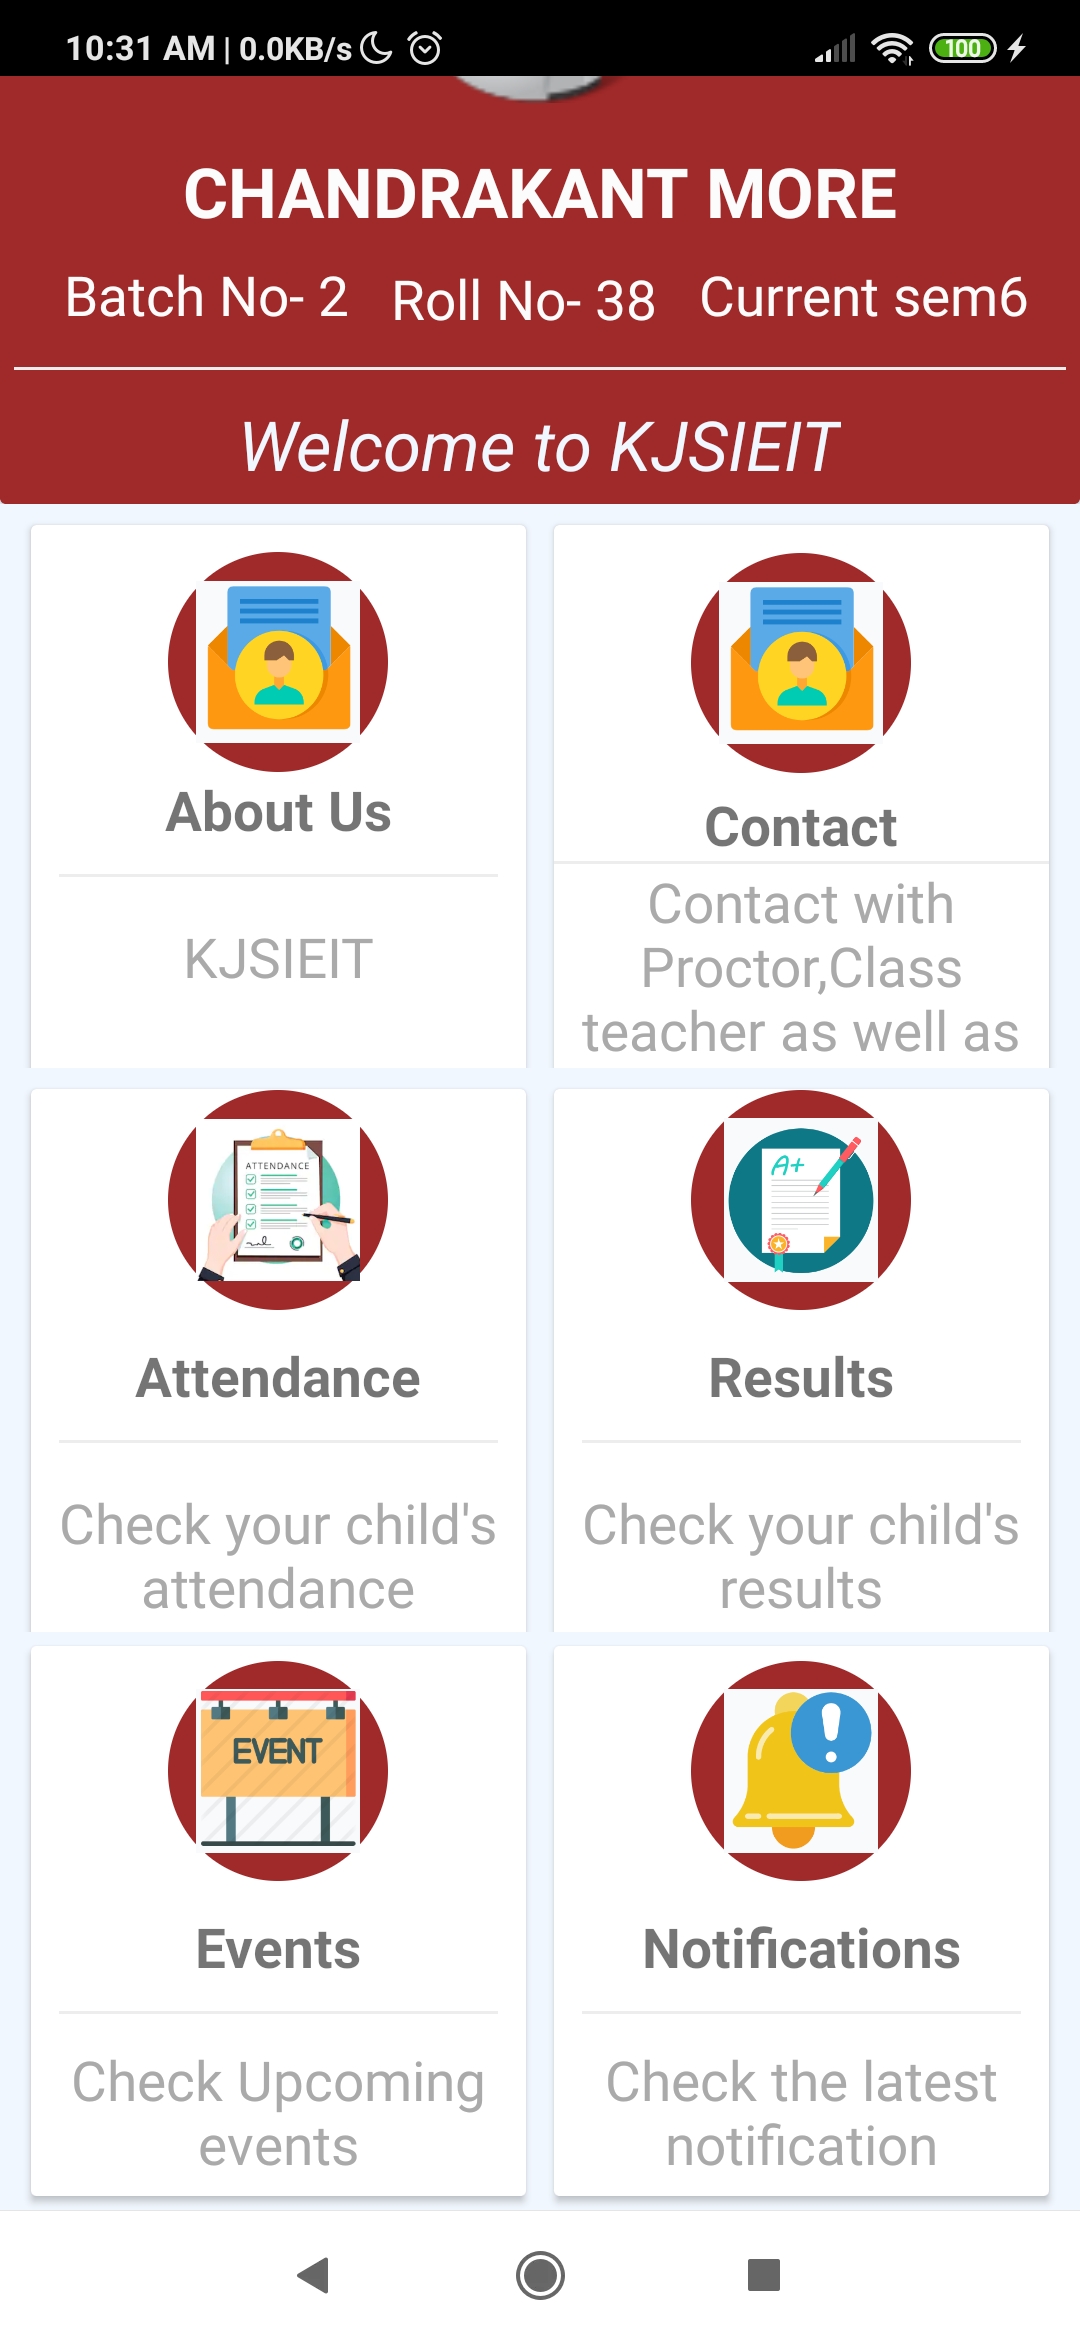 10:31 AM | 0.0KB/s
100
CHANDRAKANT MORE
Batch No- 2 Roll No- 38 Current sem6
Welcome to KJSIEIT
About Us
KJSIEIT
Contact
Contact with
Proctor,Class
teacher as well as
ATTENDANCE
Attendance
Check your child's
attendance
A+
Results
Check your child's
results
EVENT
Events
Check Upcoming
events
Notifications
Check the latest
notification